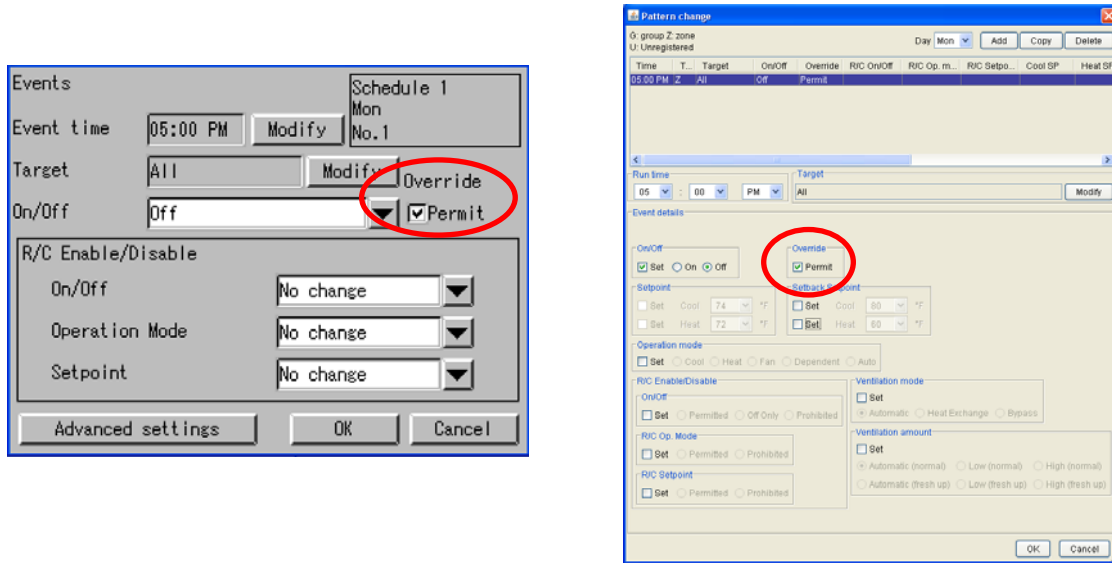 Events
Schedule 1
Mon
No.1
Event time 05:00 PM Modify
Target All Modify
Override
On/Off Off Permit
R/C Enable/Disable
On/Off No change
Operation Mode No change
Setpoint No change
Advanced settings OK Cancel
Pattern change
G: group Z: zone
U: Unregistered
Day Mon Add Copy Delete
Time T... Target On/Off Override R/C On/Off R/C Op. m... R/C Setpo... Cool SP Heat SP
05:00 PM Z All Off Permit
Run time Target
05 : 00 PM All Modify
Event details
On/Off Override
Set On Off Permit
Setpoint Setback Setpoint
Set Cool 74 °F Set Cool 80 °F
Set Heat 72 °F Set Heat 60 °F
Operation mode
Set Cool Heat Fan Dependent Auto
R/C Enable/Disable Ventilation mode
On/Off Set
Set Permitted Off Only Prohibited Automatic Heat Exchange Bypass
R/C Op. Mode Ventilation amount
Set Permitted Prohibited Set
R/C Setpoint Automatic (normal) Low (normal) High (normal)
Set Permitted Prohibited Automatic (fresh up) Low (fresh up) High (fresh up)
OK Cancel